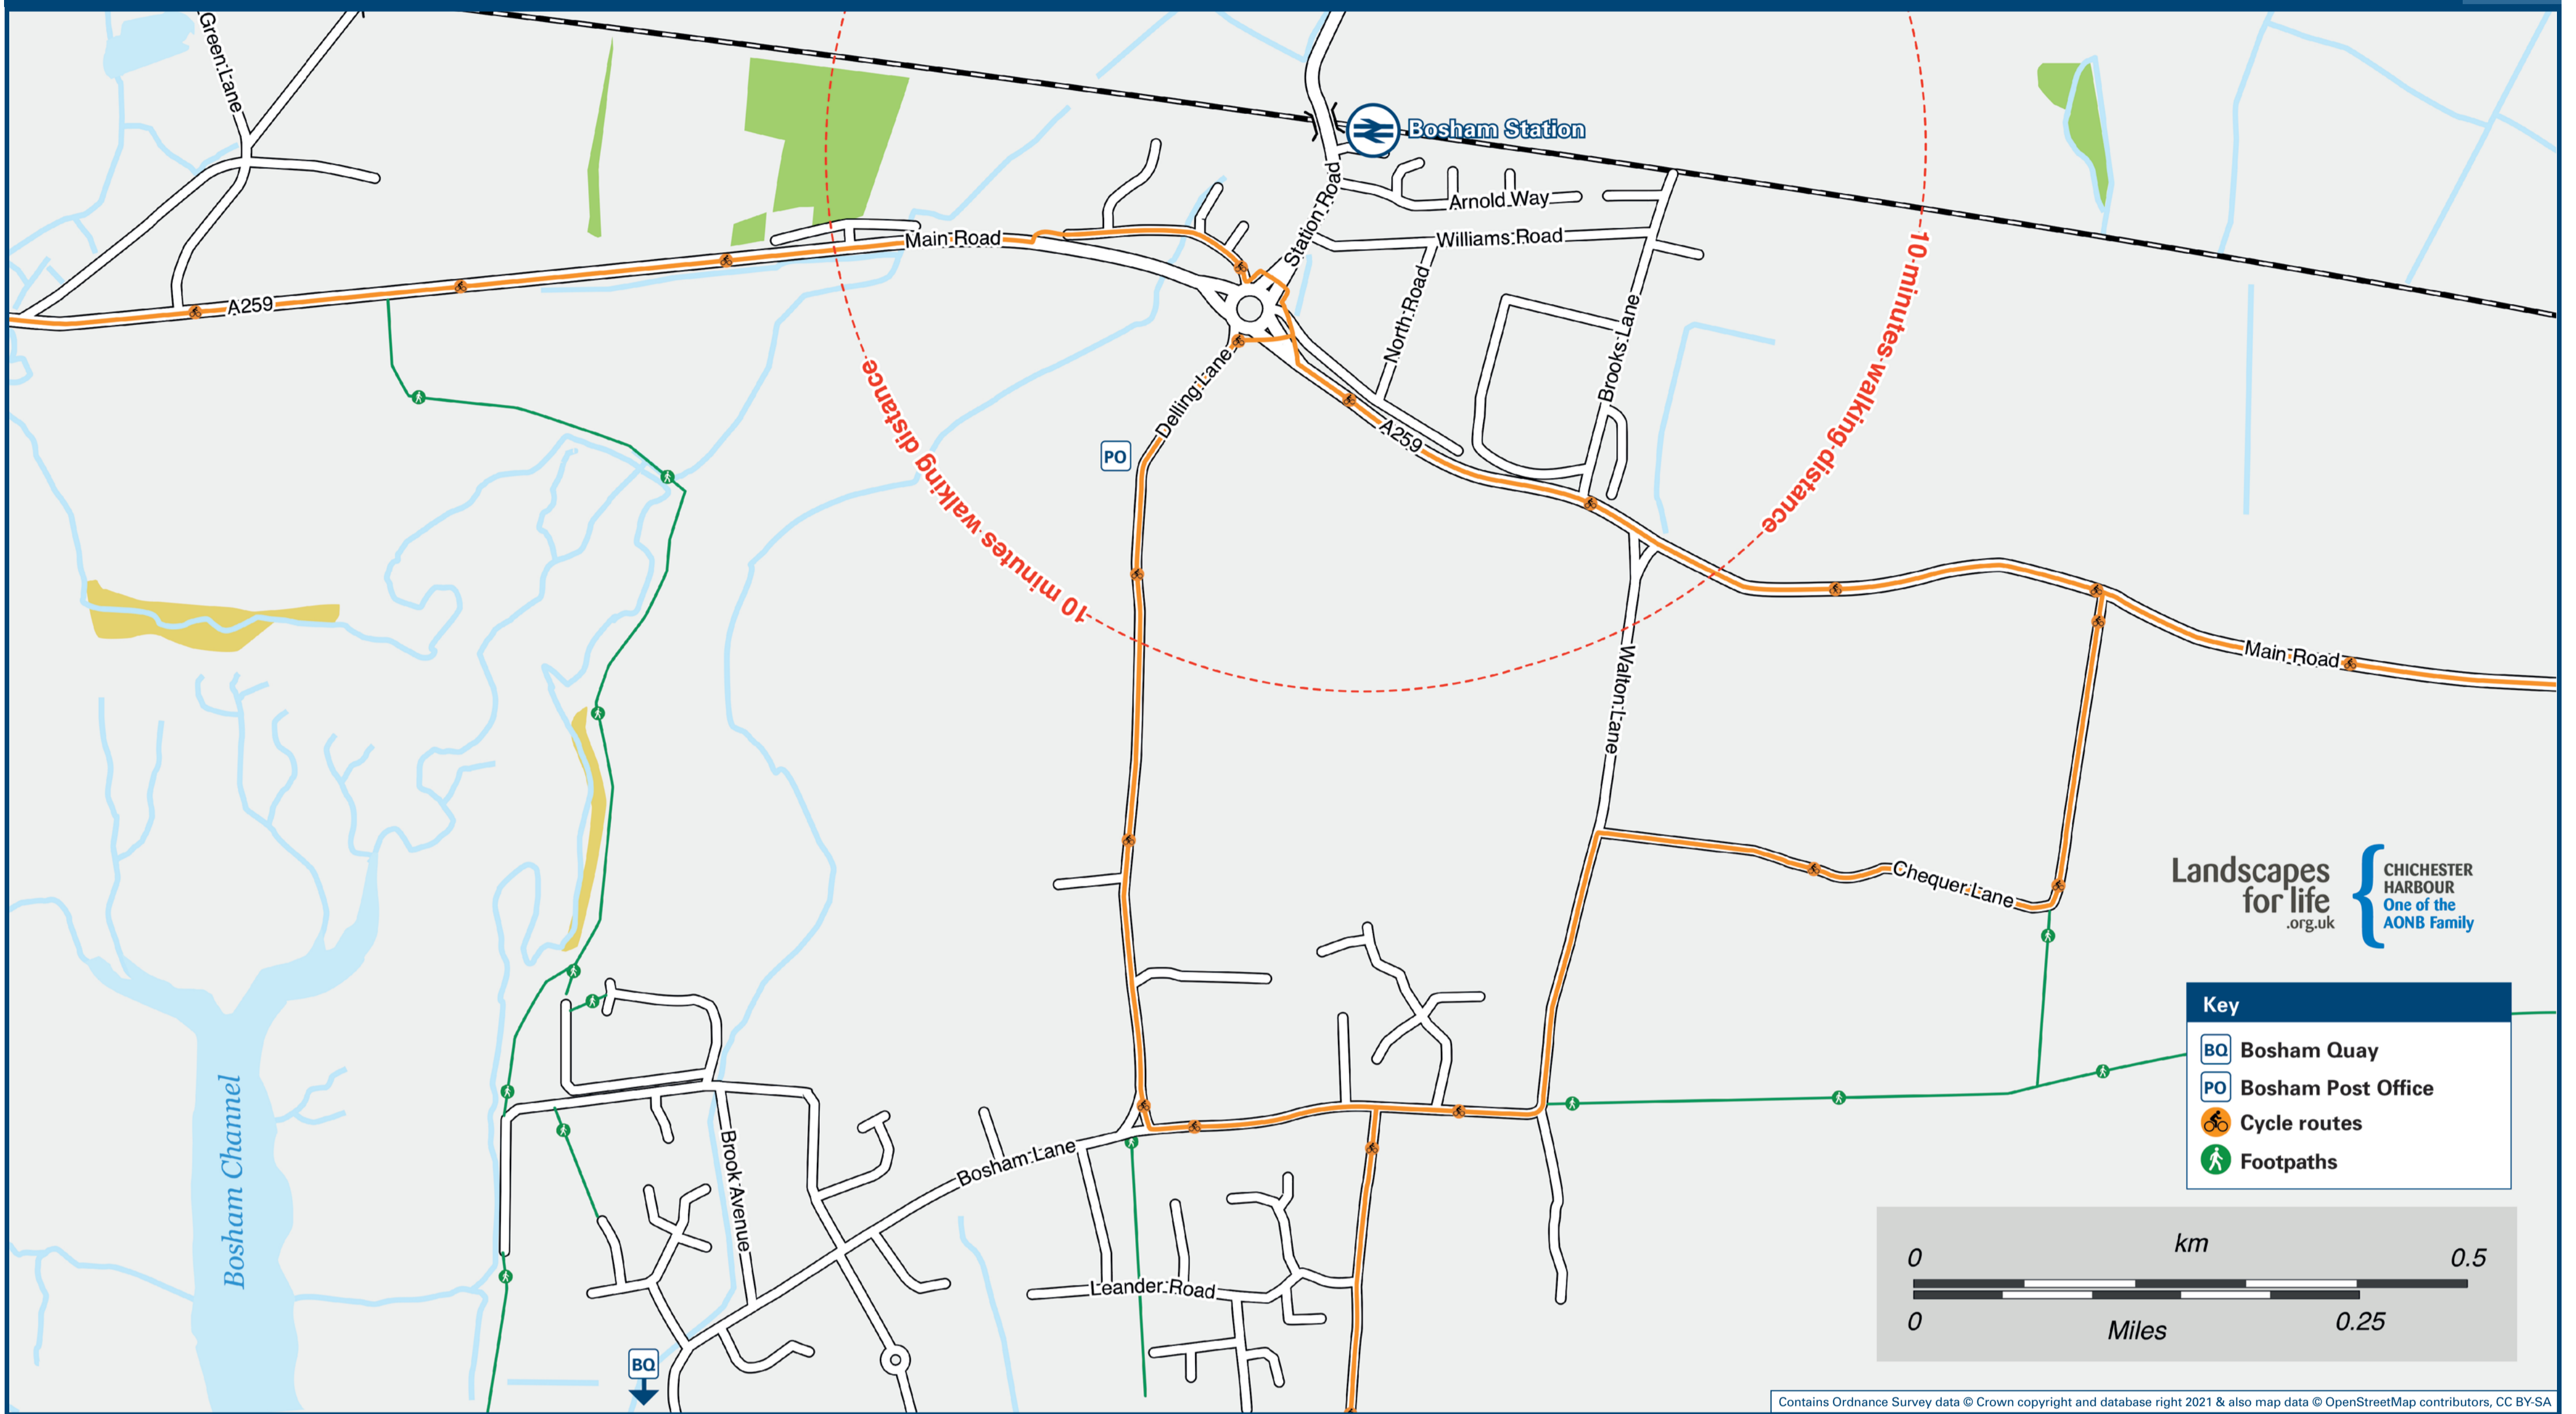 Green Lane
Bosham Station
Station Road
Arnold Way
Williams Road
Main Road
A259
North Road
Brooks Lane
10 minutes walking distance
10 minutes walking distance
Delling Lane
A259
PO
Main Road
Walton Lane
Chequer Lane
Landscapes
for life
.org.uk
CHICHESTER
HARBOUR
One of the
AONB Family
Key
BQ Bosham Quay
PO Bosham Post Office
Cycle routes
Footpaths
Bosham Channel
Brook Avenue
Bosham Lane
Leander Road
BQ
km
0 0.5
0 0.25
Miles
Contains Ordnance Survey data © Crown copyright and database right 2021 & also map data © OpenStreetMap contributors, CC BY-SA